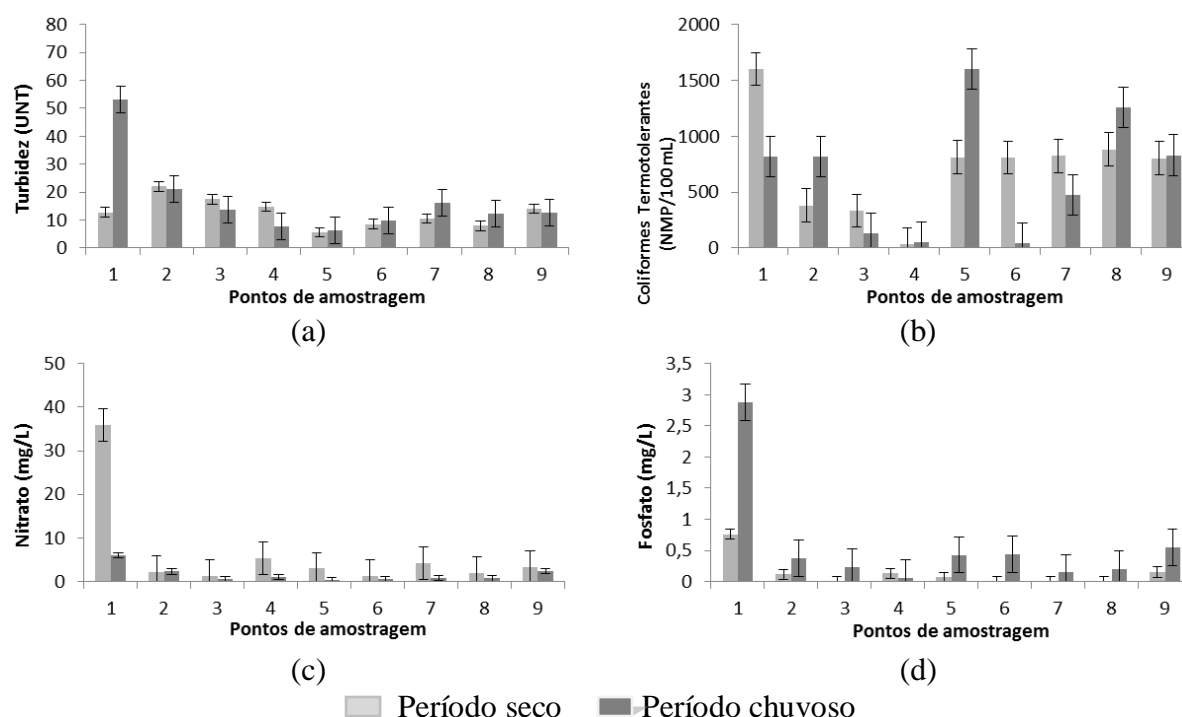 Turbidez (UNT)
80
70
60
50
40
30
20
10
0
1 2 3 4 5 6 7 8 9
Pontos de amostragem
(a)
Coliformes Termotolerantes
(NMP/100 mL)
2000
1500
1000
500
0
1 2 3 4 5 6 7 8 9
Pontos de amostragem
(b)
Nitrato (mg/L)
50
40
30
20
10
0
1 2 3 4 5 6 7 8 9
Pontos de amostragem
(c)
Fosfato (mg/L)
3,5
3
2,5
2
1,5
1
0,5
0
1 2 3 4 5 6 7 8 9
Pontos de amostragem
(d)
Período seco Período chuvoso